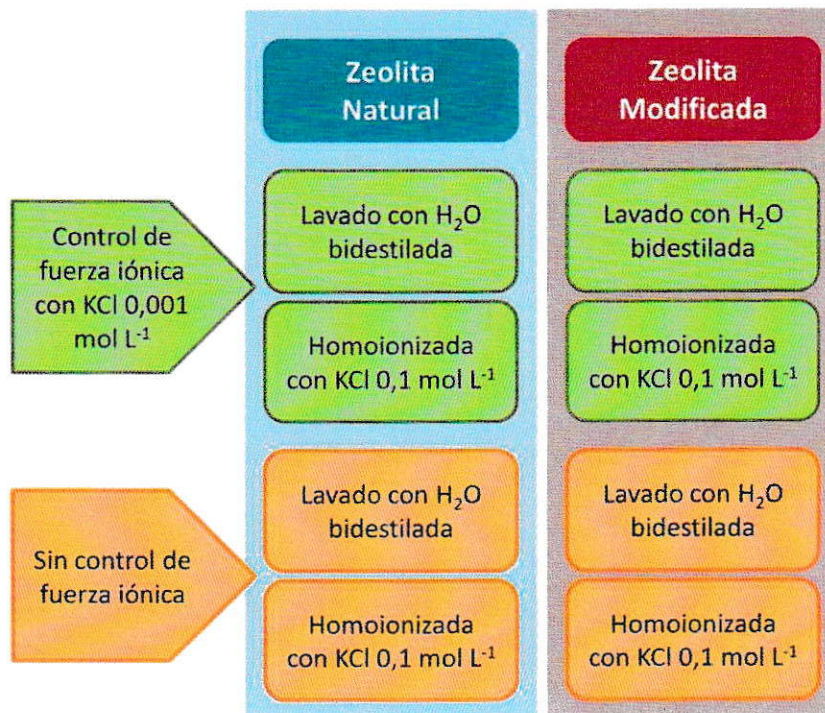 Zeolita
Natural
Zeolita
Modificada
Control de
fuerza iónica
con KCl 0,001
mol L⁻¹
Lavado con H₂O
bidestilada
Lavado con H₂O
bidestilada
Homoionizada
con KCl 0,1 mol L⁻¹
Homoionizada
con KCl 0,1 mol L⁻¹
Sin control de
fuerza iónica
Lavado con H₂O
bidestilada
Lavado con H₂O
bidestilada
Homoionizada
con KCl 0,1 mol L⁻¹
Homoionizada
con KCl 0,1 mol L⁻¹